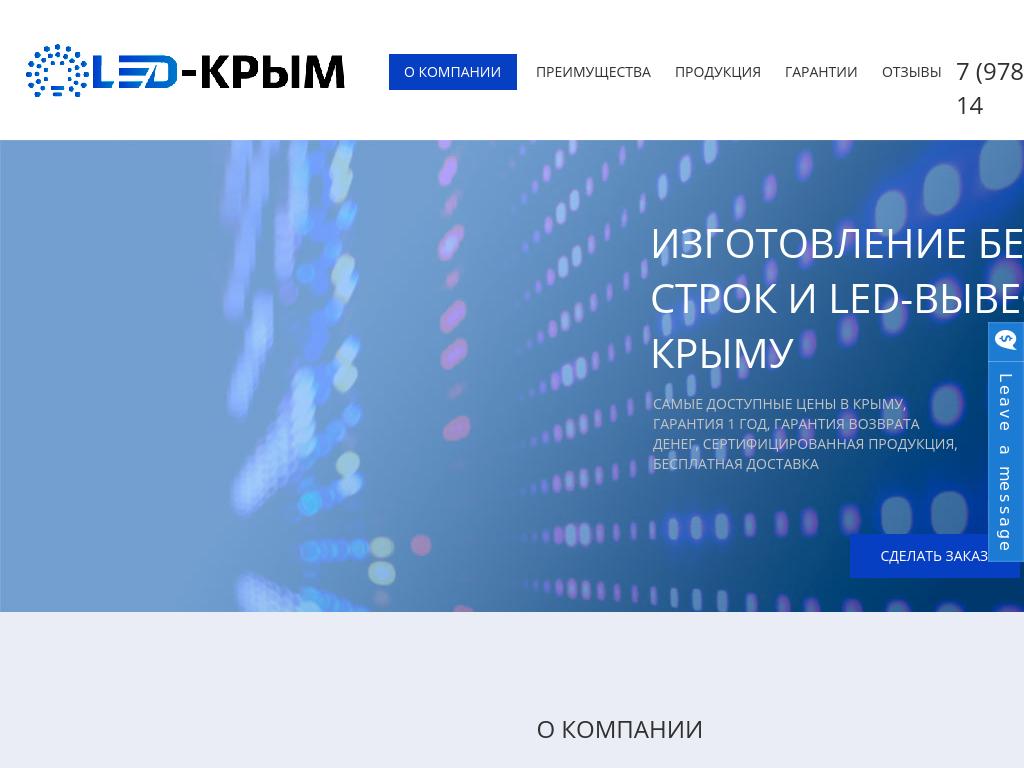 LED-КРЫМ
О КОМПАНИИ
ПРЕИМУЩЕСТВА
ПРОДУКЦИЯ
ГАРАНТИИ
ОТЗЫВЫ
7 (978
14
ИЗГОТОВЛЕНИЕ БЕ
СТРОК И LED-ВЫВЕ
КРЫМУ
САМЫЕ ДОСТУПНЫЕ ЦЕНЫ В КРЫМУ,
ГАРАНТИЯ 1 ГОД, ГАРАНТИЯ ВОЗВРАТА
ДЕНЕГ, СЕРТИФИЦИРОВАННАЯ ПРОДУКЦИЯ,
БЕСПЛАТНАЯ ДОСТАВКА
Leave a message
СДЕЛАТЬ ЗАКАЗ
О КОМПАНИИ